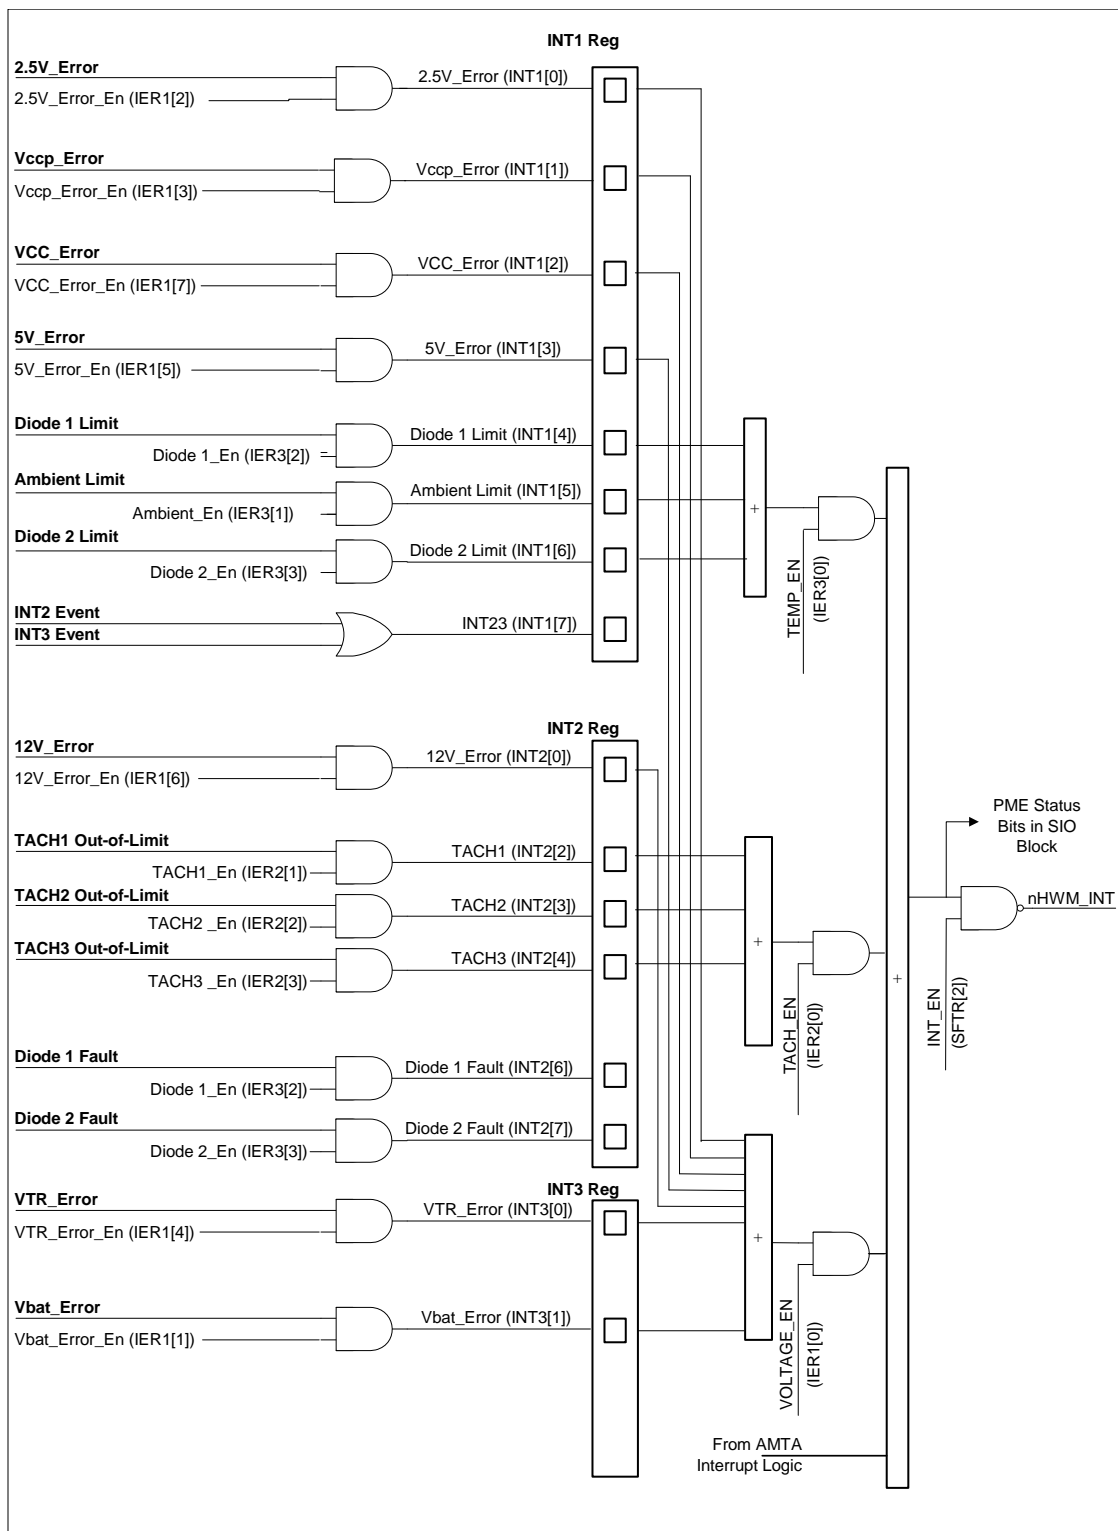 INT1 Reg
2.5V_Error
2.5V_Error_En (IER1[2])
2.5V_Error (INT1[0])
Vccp_Error
Vccp_Error_En (IER1[3])
Vccp_Error (INT1[1])
VCC_Error
VCC_Error_En (IER1[7])
VCC_Error (INT1[2])
5V_Error
5V_Error_En (IER1[5])
5V_Error (INT1[3])
Diode 1 Limit
Diode 1_En (IER3[2])
Diode 1 Limit (INT1[4])
Ambient Limit
Ambient_En (IER3[1])
Ambient Limit (INT1[5])
Diode 2 Limit
Diode 2_En (IER3[3])
Diode 2 Limit (INT1[6])
INT2 Event
INT3 Event
INT23 (INT1[7])
+
TEMP_EN
(IER3[0])
INT2 Reg
12V_Error
12V_Error_En (IER1[6])
12V_Error (INT2[0])
TACH1 Out-of-Limit
TACH1_En (IER2[1])
TACH1 (INT2[2])
TACH2 Out-of-Limit
TACH2 _En (IER2[2])
TACH2 (INT2[3])
TACH3 Out-of-Limit
TACH3 _En (IER2[3])
TACH3 (INT2[4])
+
TACH_EN
(IER2[0])
+
PME Status
Bits in SIO
Block
nHWM_INT
INT_EN
(SFTR[2])
Diode 1 Fault
Diode 1_En (IER3[2])
Diode 1 Fault (INT2[6])
Diode 2 Fault
Diode 2_En (IER3[3])
Diode 2 Fault (INT2[7])
INT3 Reg
VTR_Error
VTR_Error_En (IER1[4])
VTR_Error (INT3[0])
+
Vbat_Error
Vbat_Error_En (IER1[1])
Vbat_Error (INT3[1])
VOLTAGE_EN
(IER1[0])
From AMTA
Interrupt Logic